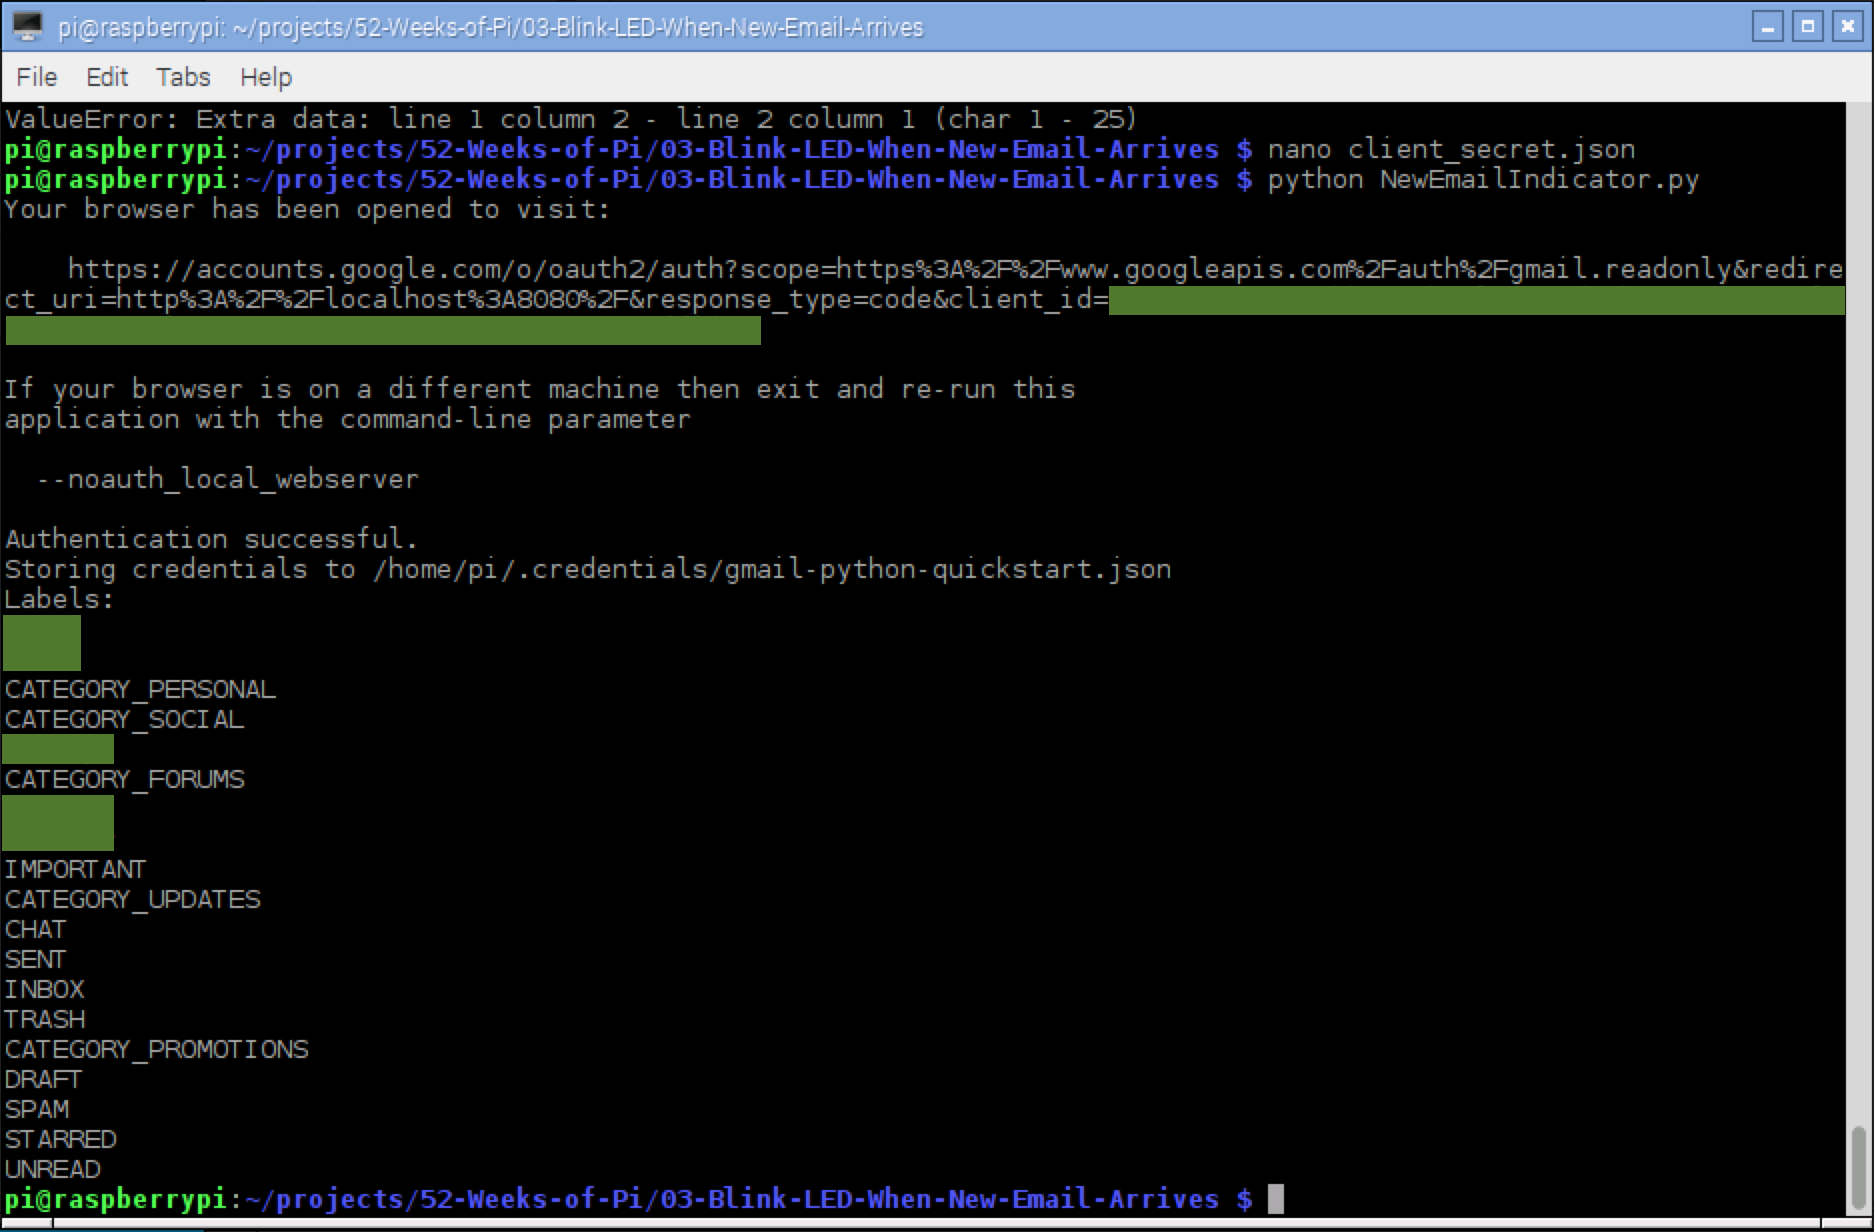 pi@raspberrypi: ~/projects/52-Weeks-of-Pi/03-Blink-LED-When-New-Email-Arrives
File Edit Tabs Help
ValueError: Extra data: line 1 column 2 - line 2 column 1 (char 1 - 25)
pi@raspberrypi:~/projects/52-Weeks-of-Pi/03-Blink-LED-When-New-Email-Arrives $ nano client_secret.json
pi@raspberrypi:~/projects/52-Weeks-of-Pi/03-Blink-LED-When-New-Email-Arrives $ python NewEmailIndicator.py
Your browser has been opened to visit:
https://accounts.google.com/o/oauth2/auth?scope=https%3A%2F%2Fwww.googleapis.com%2Fauth%2Fgmail.readonly&redire
ct_uri=http%3A%2F%2Flocalhost%3A8080%2F&response_type=code&client_id=
If your browser is on a different machine then exit and re-run this
application with the command-line parameter
--noauth_local_webserver
Authentication successful.
Storing credentials to /home/pi/.credentials/gmail-python-quickstart.json
Labels:
CATEGORY_PERSONAL
CATEGORY_SOCIAL
CATEGORY_FORUMS
IMPORTANT
CATEGORY_UPDATES
CHAT
SENT
INBOX
TRASH
CATEGORY_PROMOTIONS
DRAFT
SPAM
STARRED
UNREAD
pi@raspberrypi:~/projects/52-Weeks-of-Pi/03-Blink-LED-When-New-Email-Arrives $